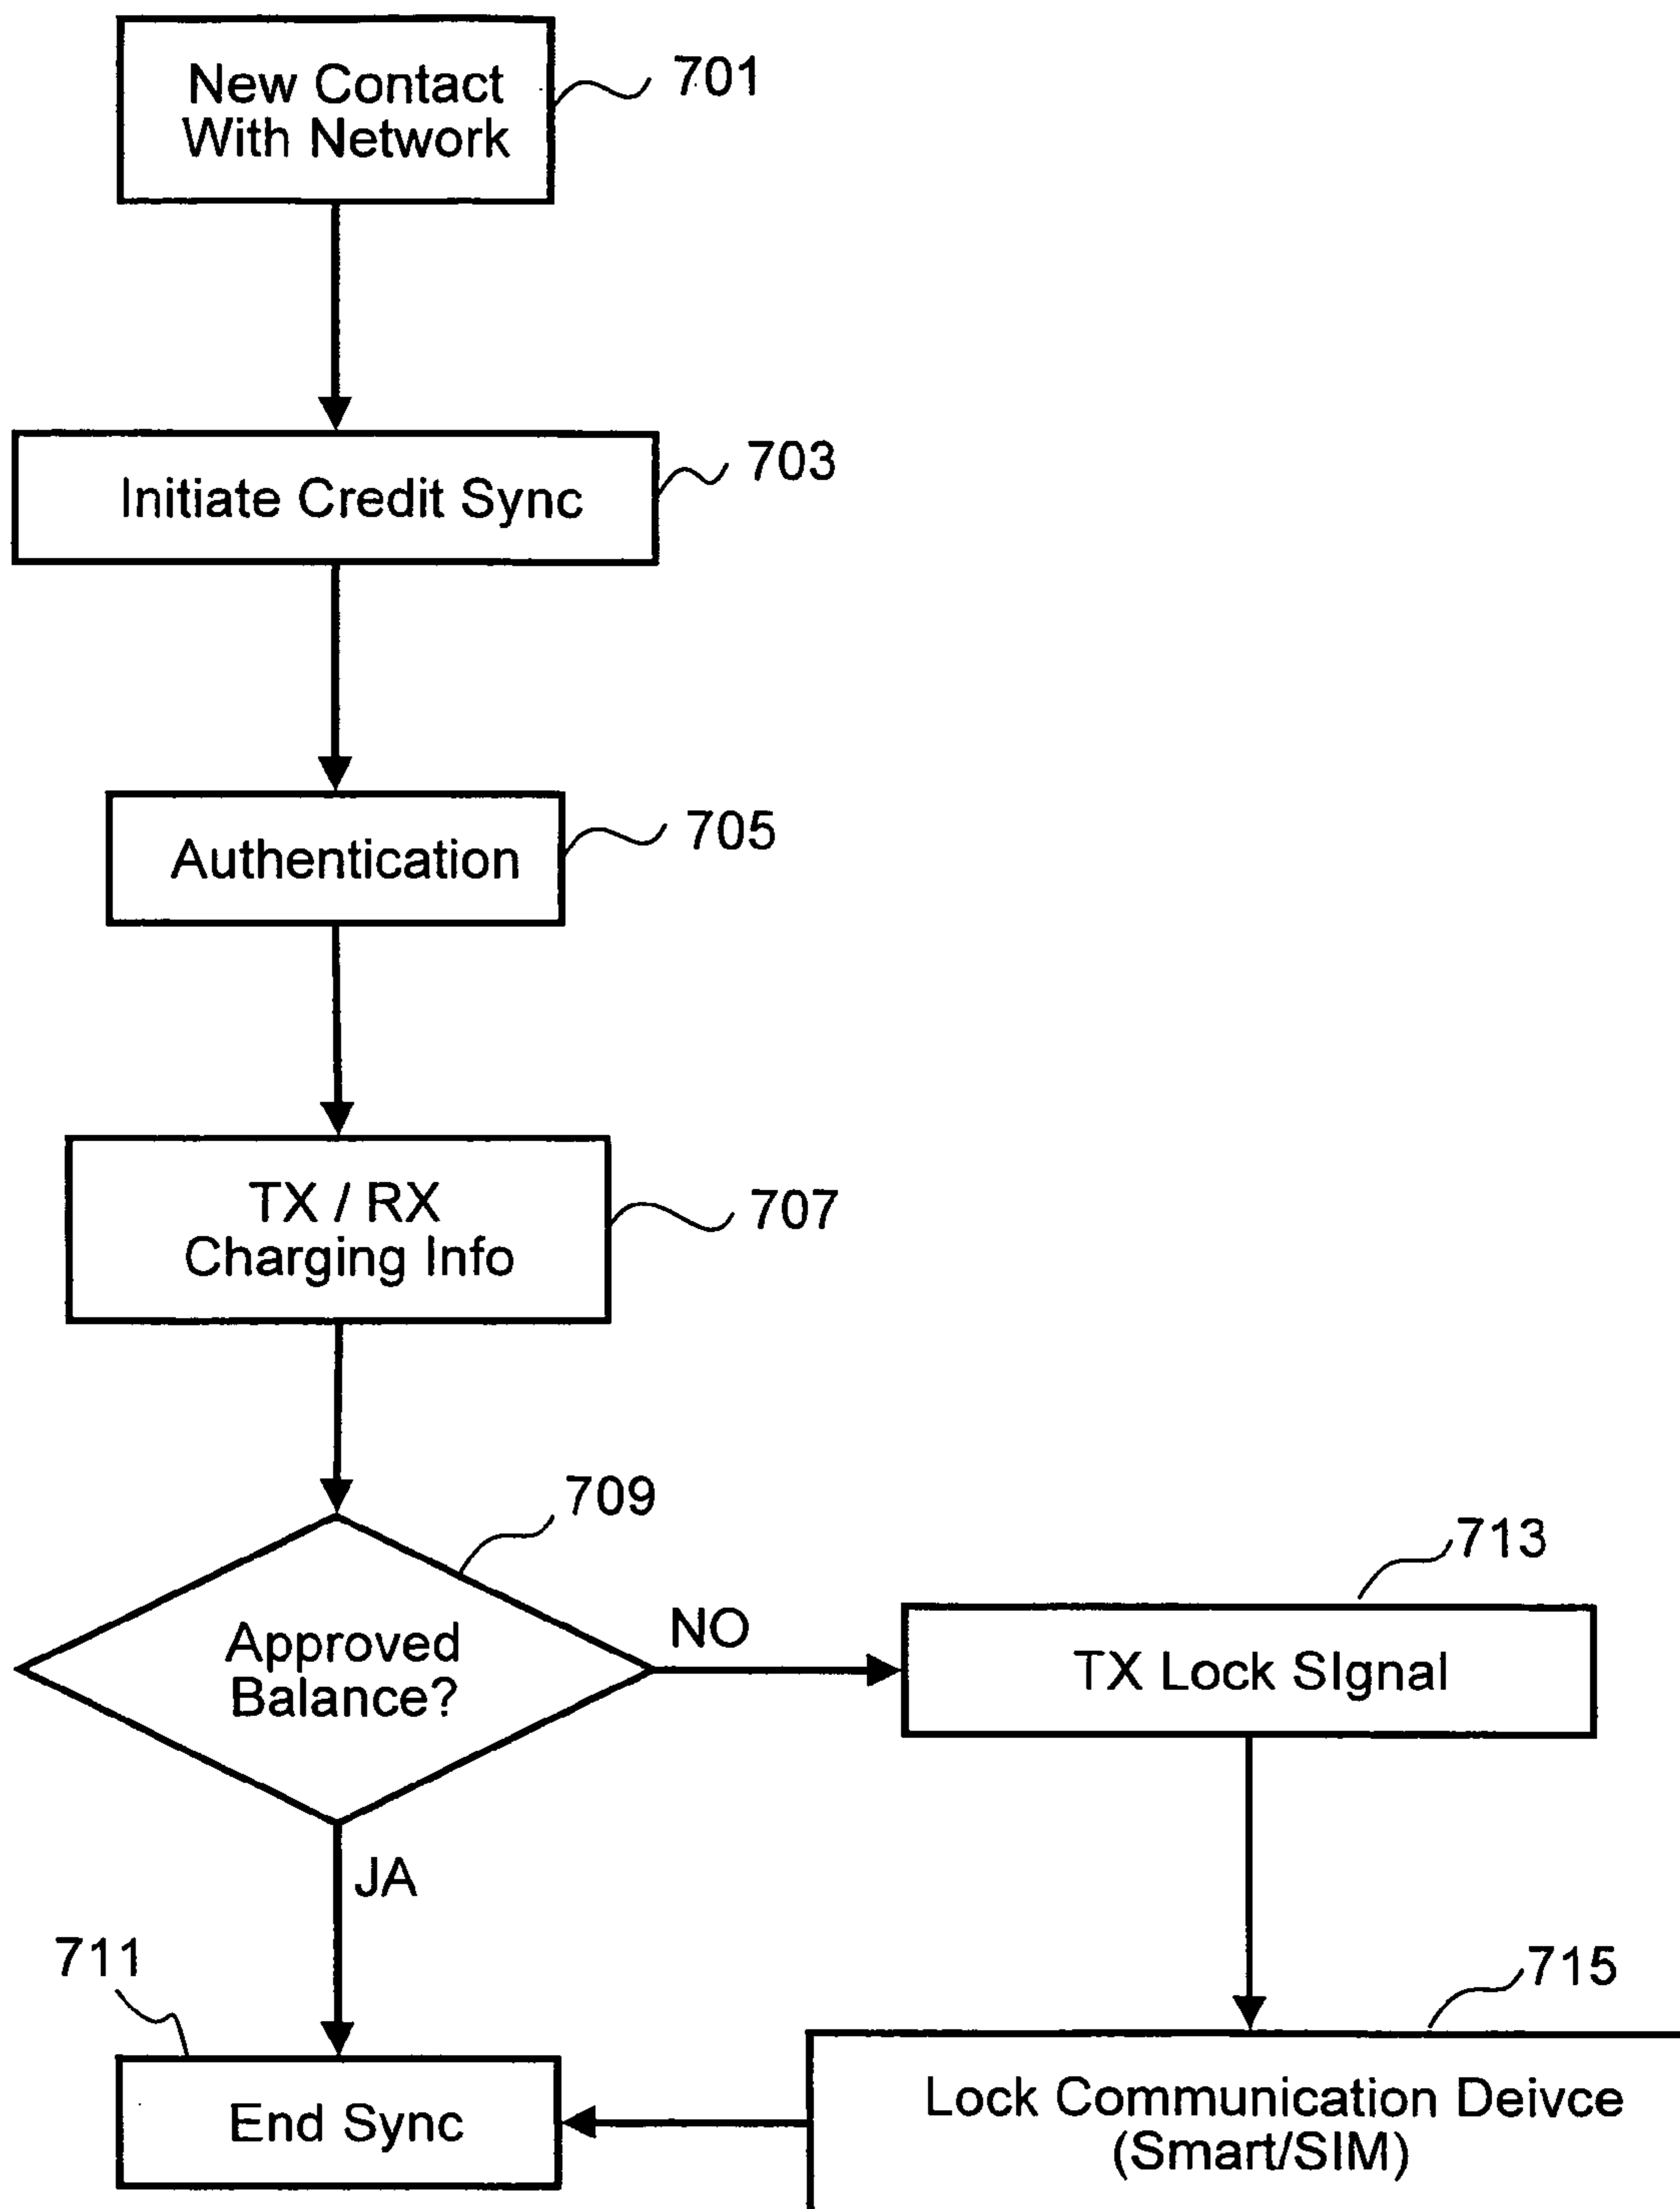 New Contact
With Network
701
Initiate Credit Sync
703
Authentication
705
TX / RX
Charging Info
707
709
Approved
Balance?
NO
713
TX Lock SIgnal
JA
711
End Sync
715
Lock Communication Deivce
(Smart/SIM)